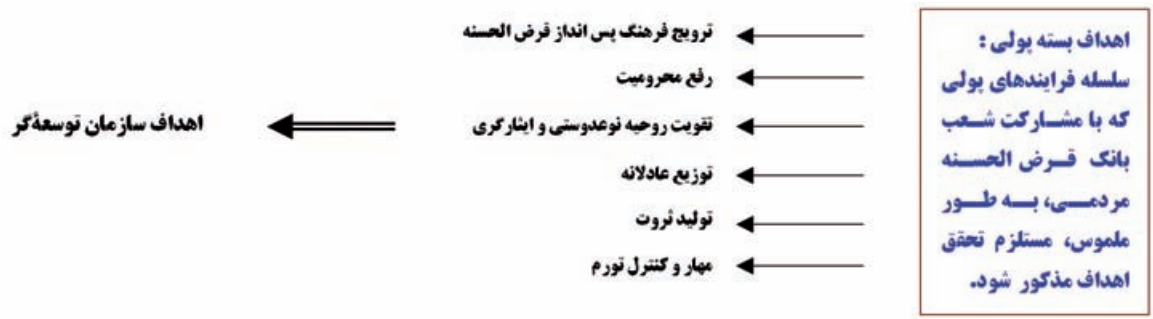 اهداف بسته پولی :
سلسله فرایندهای پولی
که با مشارکت شعب
بانک قرض الحسنه
مردمی، به طور
ملموس، مستلزم تحقق
اهداف مذکور شود.
ترویج فرهنگ پس انداز قرض الحسنه
رفع محرومیت
تقویت روحیه نوعدوستی و ایثارگری
توزیع عادلانه
تولید ثروت
مهار و کنترل تورم
اهداف سازمان توسعۀگر